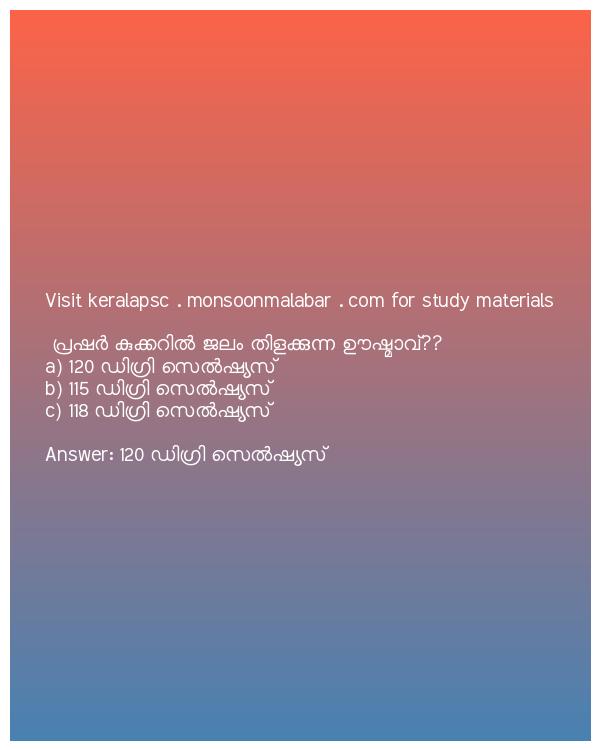 Visit keralapsc . monsoonmalabar . com for study materials
പ്രഷർ കുക്കറിൽ ജലം തിളക്കുന്ന ഊഷ്മാവ്??
a) 120 ഡിഗ്രി സെൽഷ്യസ്
b) 115 ഡിഗ്രി സെൽഷ്യസ്
c) 118 ഡിഗ്രി സെൽഷ്യസ്
Answer: 120 ഡിഗ്രി സെൽഷ്യസ്